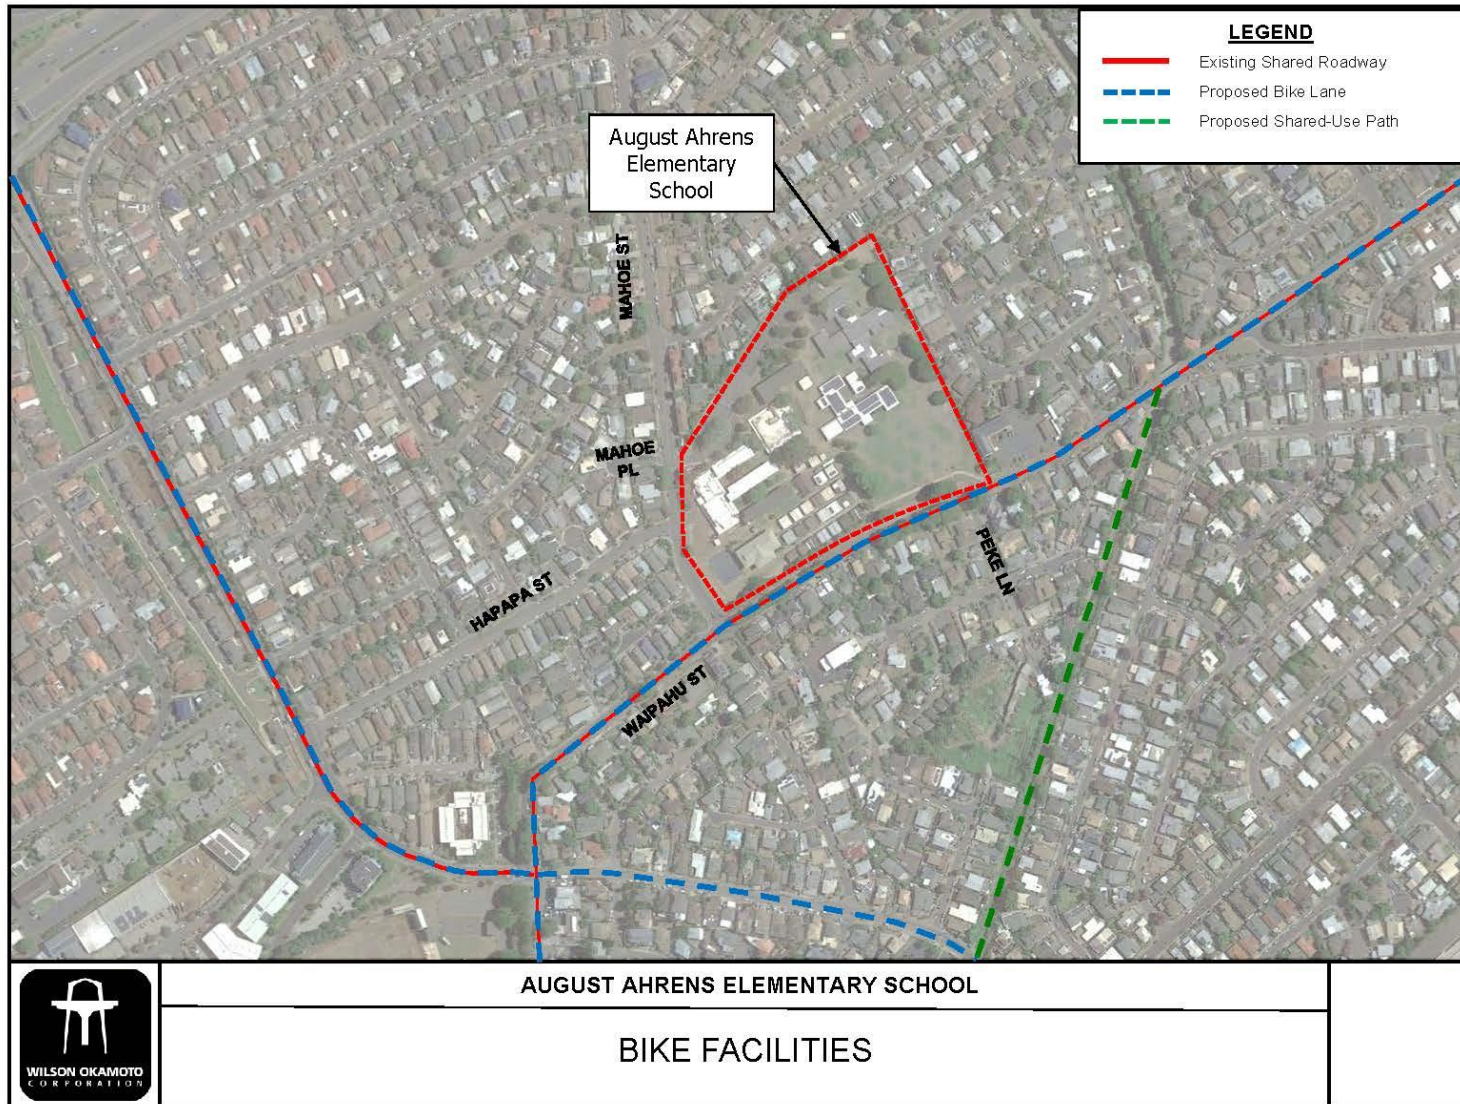 LEGEND
Existing Shared Roadway
Proposed Bike Lane
Proposed Shared-Use Path
August Ahrens
Elementary
School
MAHOE ST
MAHOE
PL
HAPAPA ST
PEKE LN
WAIPAHU ST
WILSON OKAMOTO
CORPORATION
AUGUST AHRENS ELEMENTARY SCHOOL
BIKE FACILITIES